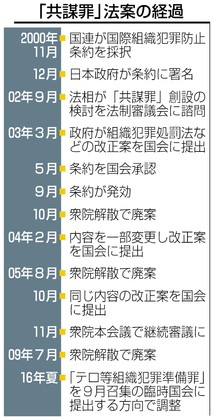 「共謀罪」法案の経過
2000年
11月
国連が国際組織犯罪防止
条約を採択
12月
日本政府が条約に署名
02年9月
法相が「共謀罪」創設の
検討を法制審議会に諮問
03年3月
政府が組織犯罪処罰法な
どの改正案を国会に提出
5月
条約を国会承認
9月
条約が発効
10月
衆院解散で廃案
04年2月
内容を一部変更し改正案
を国会に提出
05年8月
衆院解散で廃案
10月
同じ内容の改正案を国会
に提出
11月
衆院本会議で継続審議に
09年7月
衆院解散で廃案
16年夏
「テロ等組織犯罪準備罪」
を9月召集の臨時国会に
提出する方向で調整